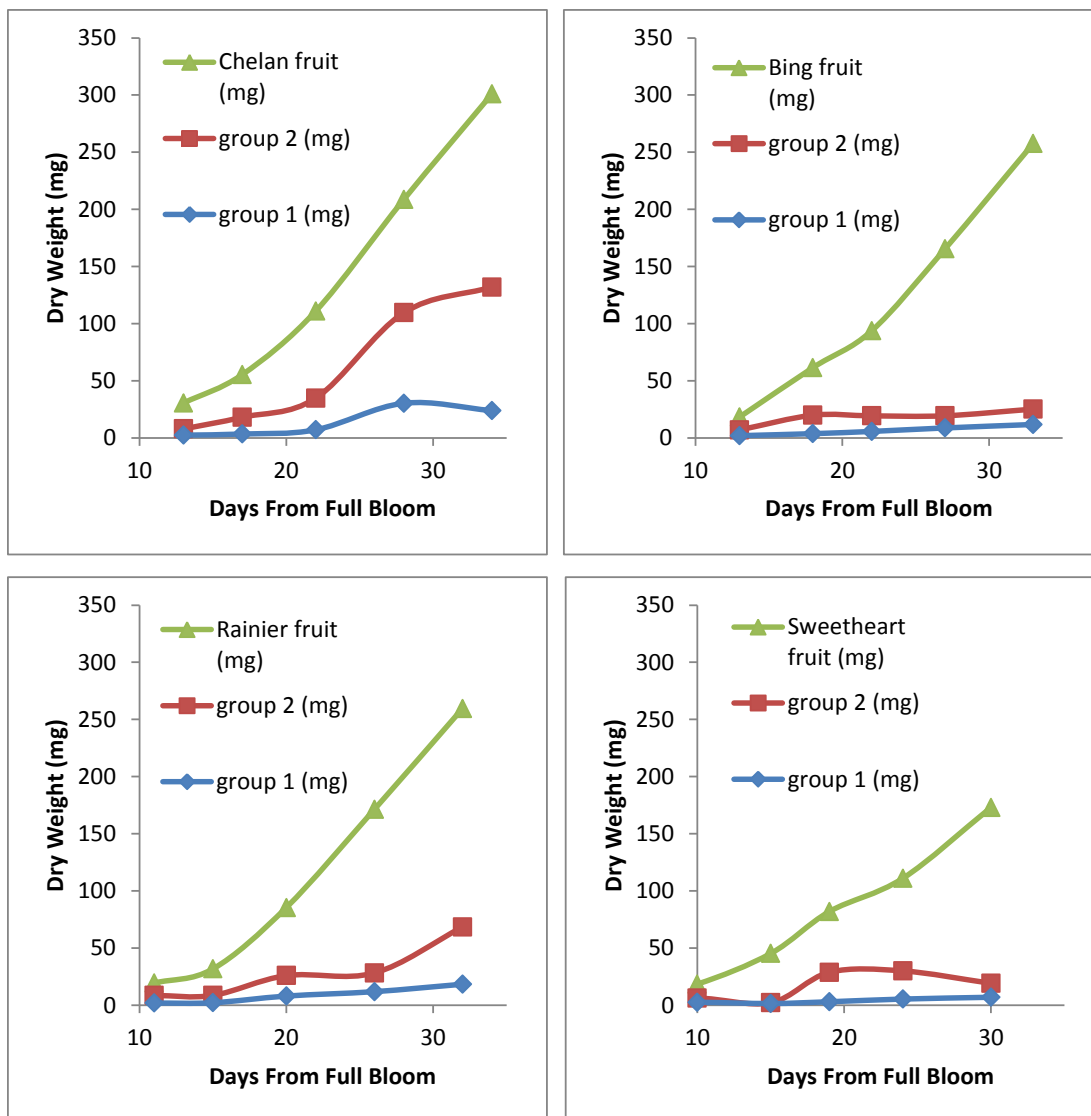 350
300
250
200
150
100
50
0
Dry Weight (mg)
Chelan fruit
(mg)
group 2 (mg)
group 1 (mg)
10 20 30
Days From Full Bloom
350
300
250
200
150
100
50
0
Dry Weight (mg)
Bing fruit
(mg)
group 2 (mg)
group 1 (mg)
10 20 30
Days From Full Bloom
350
300
250
200
150
100
50
0
Dry Weight (mg)
Rainier fruit
(mg)
group 2 (mg)
group 1 (mg)
10 20 30
Days From Full Bloom
350
300
250
200
150
100
50
0
Dry Weight (mg)
Sweetheart
fruit (mg)
group 2 (mg)
group 1 (mg)
10 20 30
Days From Full Bloom